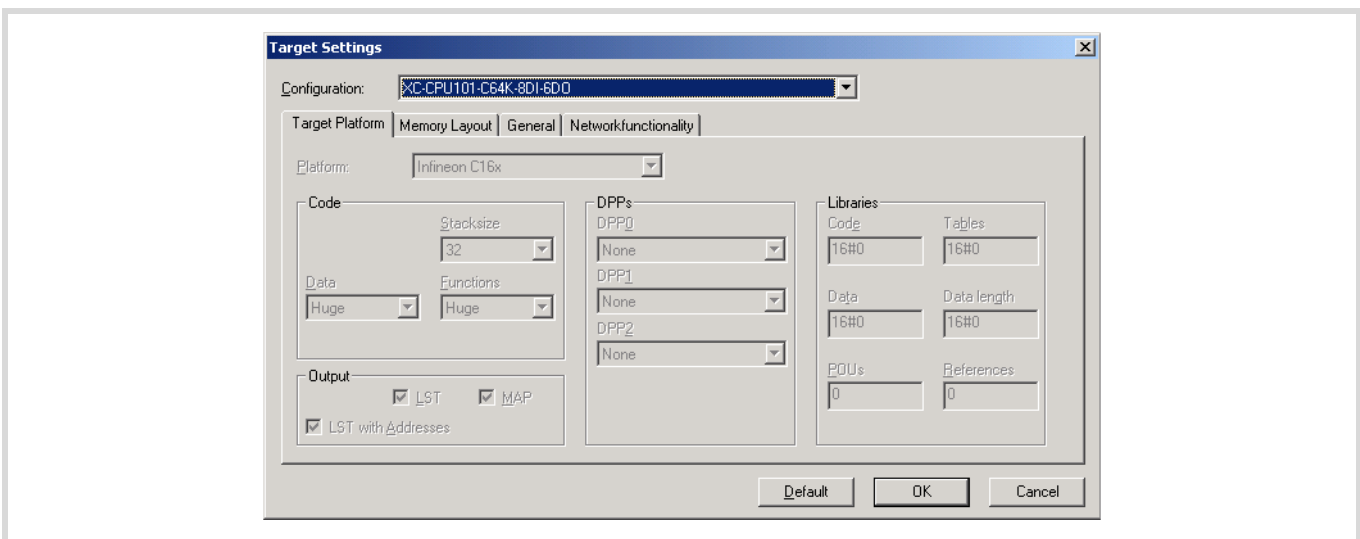 Target Settings
Configuration: XC-CPU101-C64K-8DI-6DO
Target Platform Memory Layout General Networkfunctionality
Platform: Infineon C16x
Code DPPs Libraries
Stacksize DPP0 Code Tables
32 None 16#0 16#0
Data Functions DPP1 Data Data length
Huge Huge None 16#0 16#0
DPP2
None
Output POUs References
LST MAP 0 0
LST with Addresses
Default OK Cancel